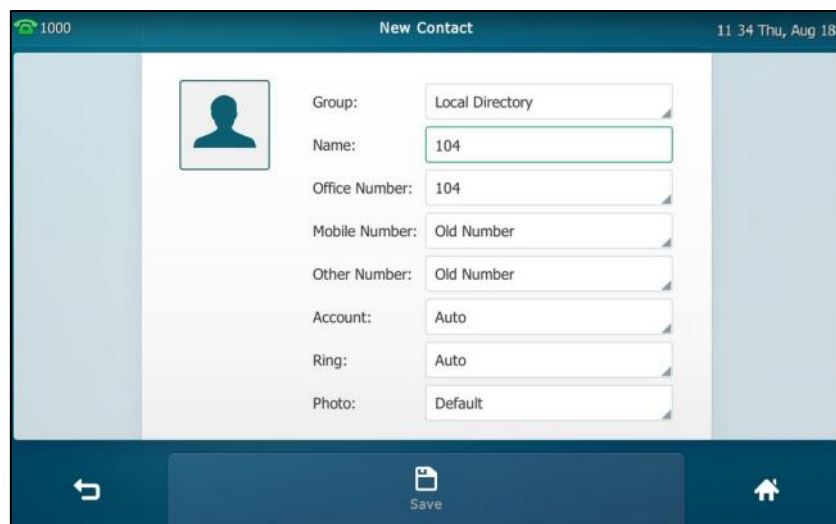 1000 New Contact 11 34 Thu, Aug 18
Group: Local Directory
Name: 104
Office Number: 104
Mobile Number: Old Number
Other Number: Old Number
Account: Auto
Ring: Auto
Photo: Default
Save